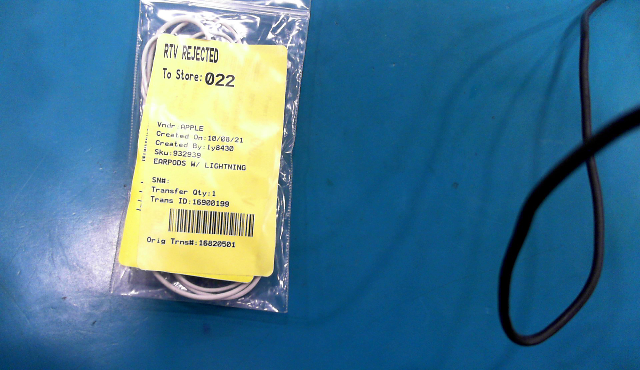 RTV REJECTED
To Store: 022
Vndr: APPLE
Created On: 10/08/21
Created By: ly8430
Sku: 932939
EARPODS W/ LIGHTNING
SN#:
Transfer Qty: 1
Trans ID: 16900199
Orig Trns#: 16820501